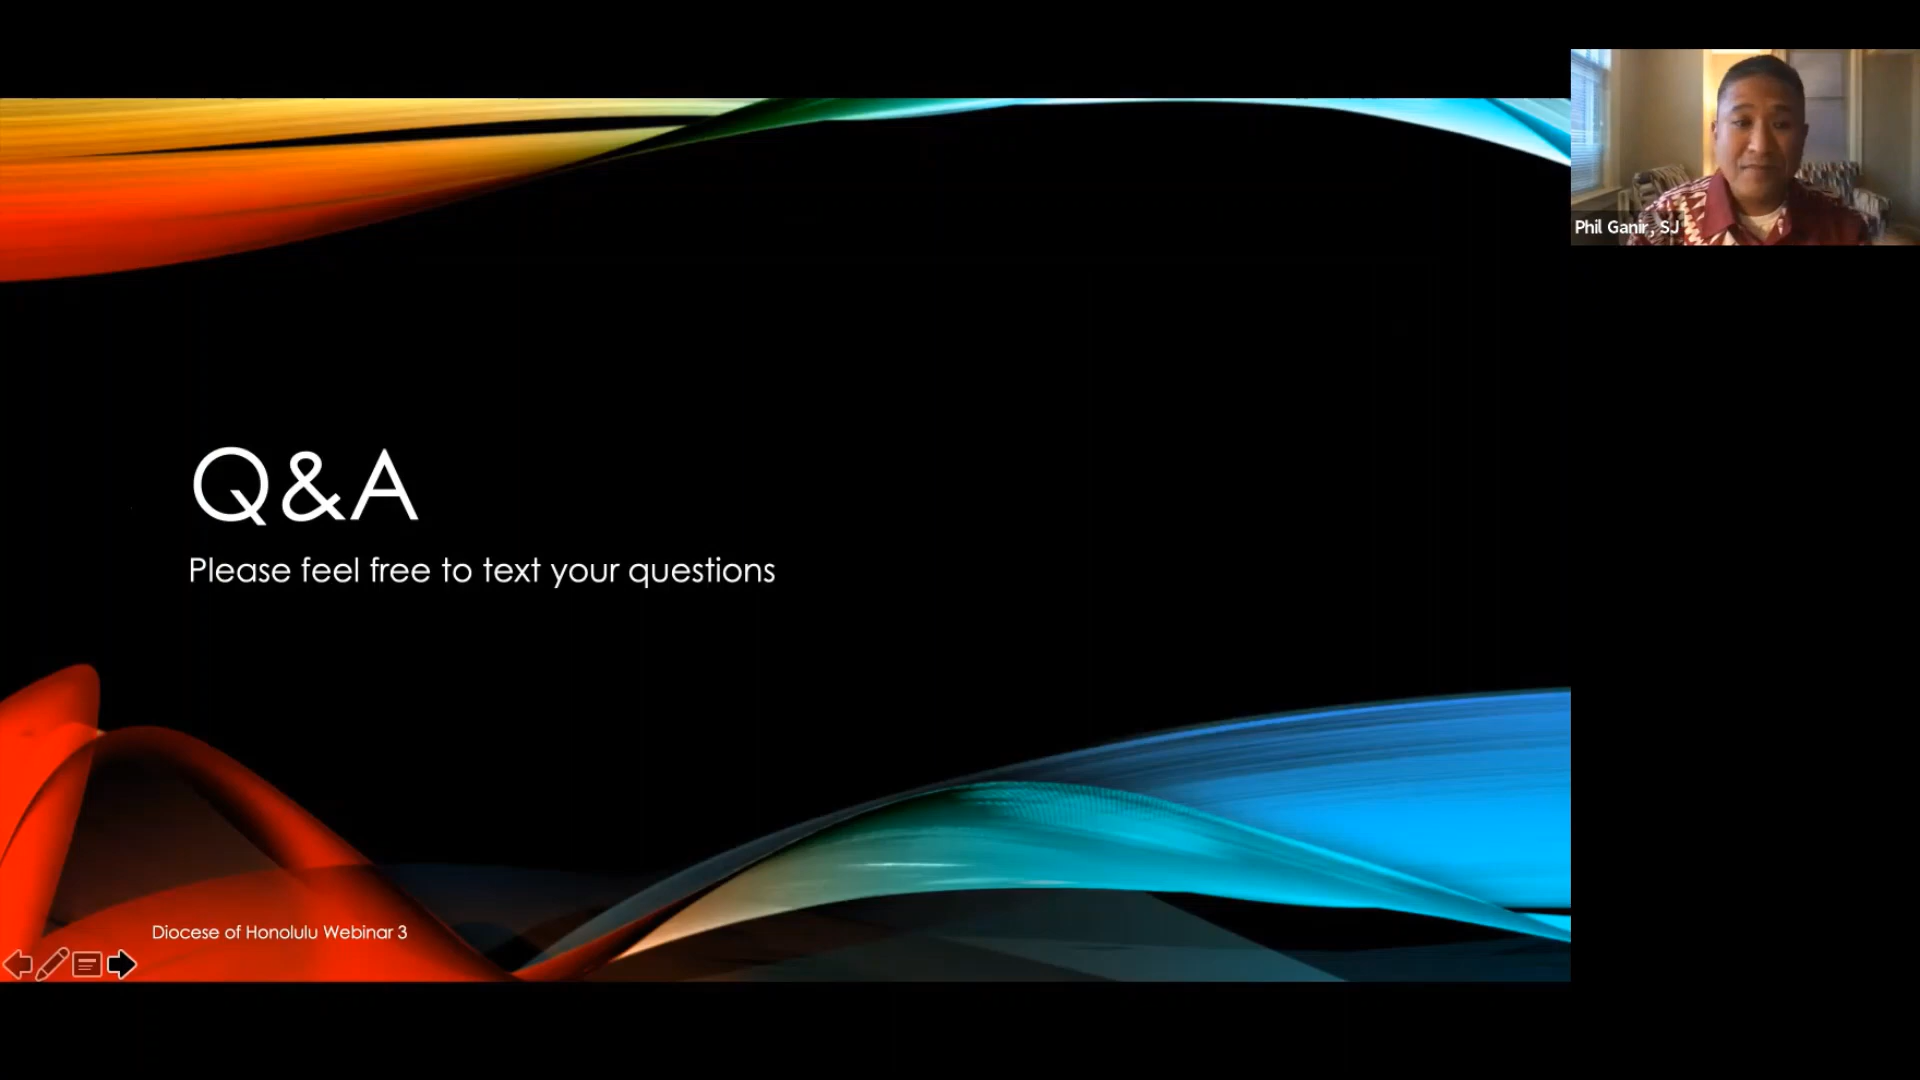 Phil Ganir, SJ
Q&A
Please feel free to text your questions
Diocese of Honolulu Webinar 3